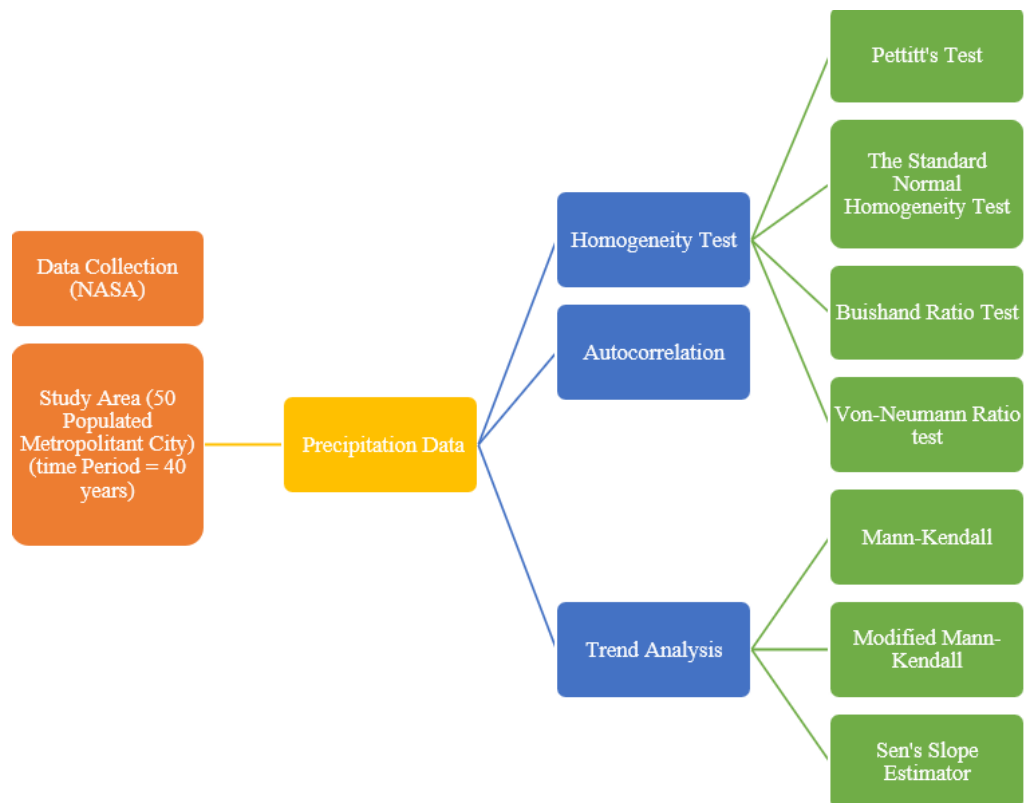 Data Collection
(NASA)
Study Area (50
Populated
Metropolitant City)
(time Period = 40
years)
Precipitation Data
Homogeneity Test
Autocorrelation
Trend Analysis
Pettitt's Test
The Standard
Normal
Homogeneity Test
Buishand Ratio Test
Von-Neumann Ratio
test
Mann-Kendall
Modified Mann-
Kendall
Sen's Slope
Estimator